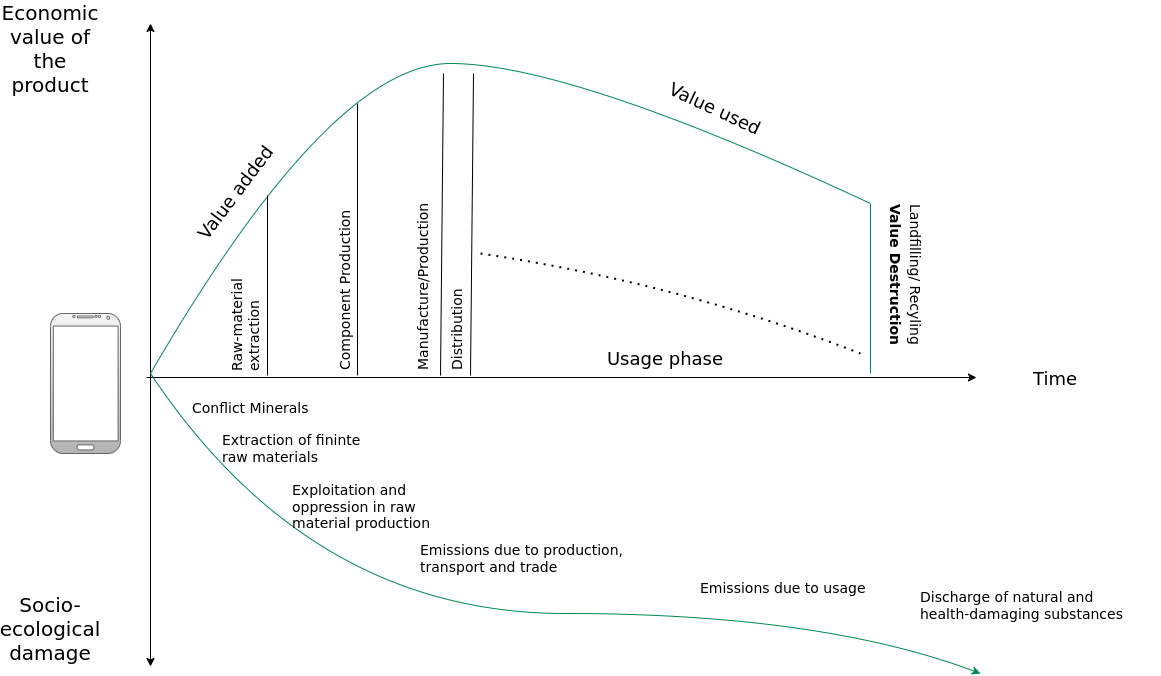 Economic
value of
the
product
Value added
Value used
Raw-material
extraction
Component Production
Manufacture/Production
Distribution
Usage phase
Landfilling/ Recyling
Value Destruction
Time
Conflict Minerals
Extraction of fininte
raw materials
Exploitation and
oppression in raw
material production
Emissions due to production,
transport and trade
Emissions due to usage
Discharge of natural and
health-damaging substances
Socio-
ecological
damage